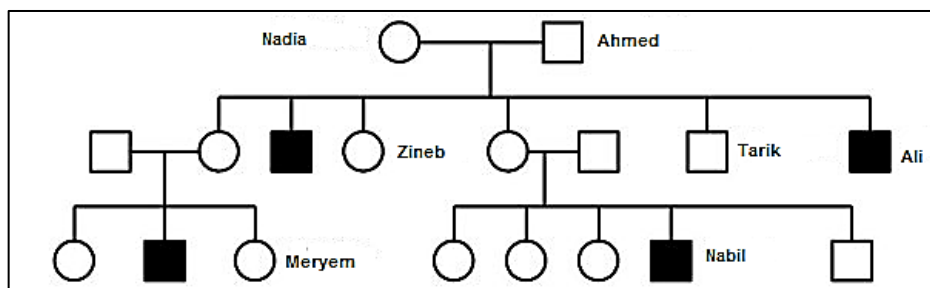 Nadia
Ahmed
Zineb
Tarik
Ali
Meryem
Nabil